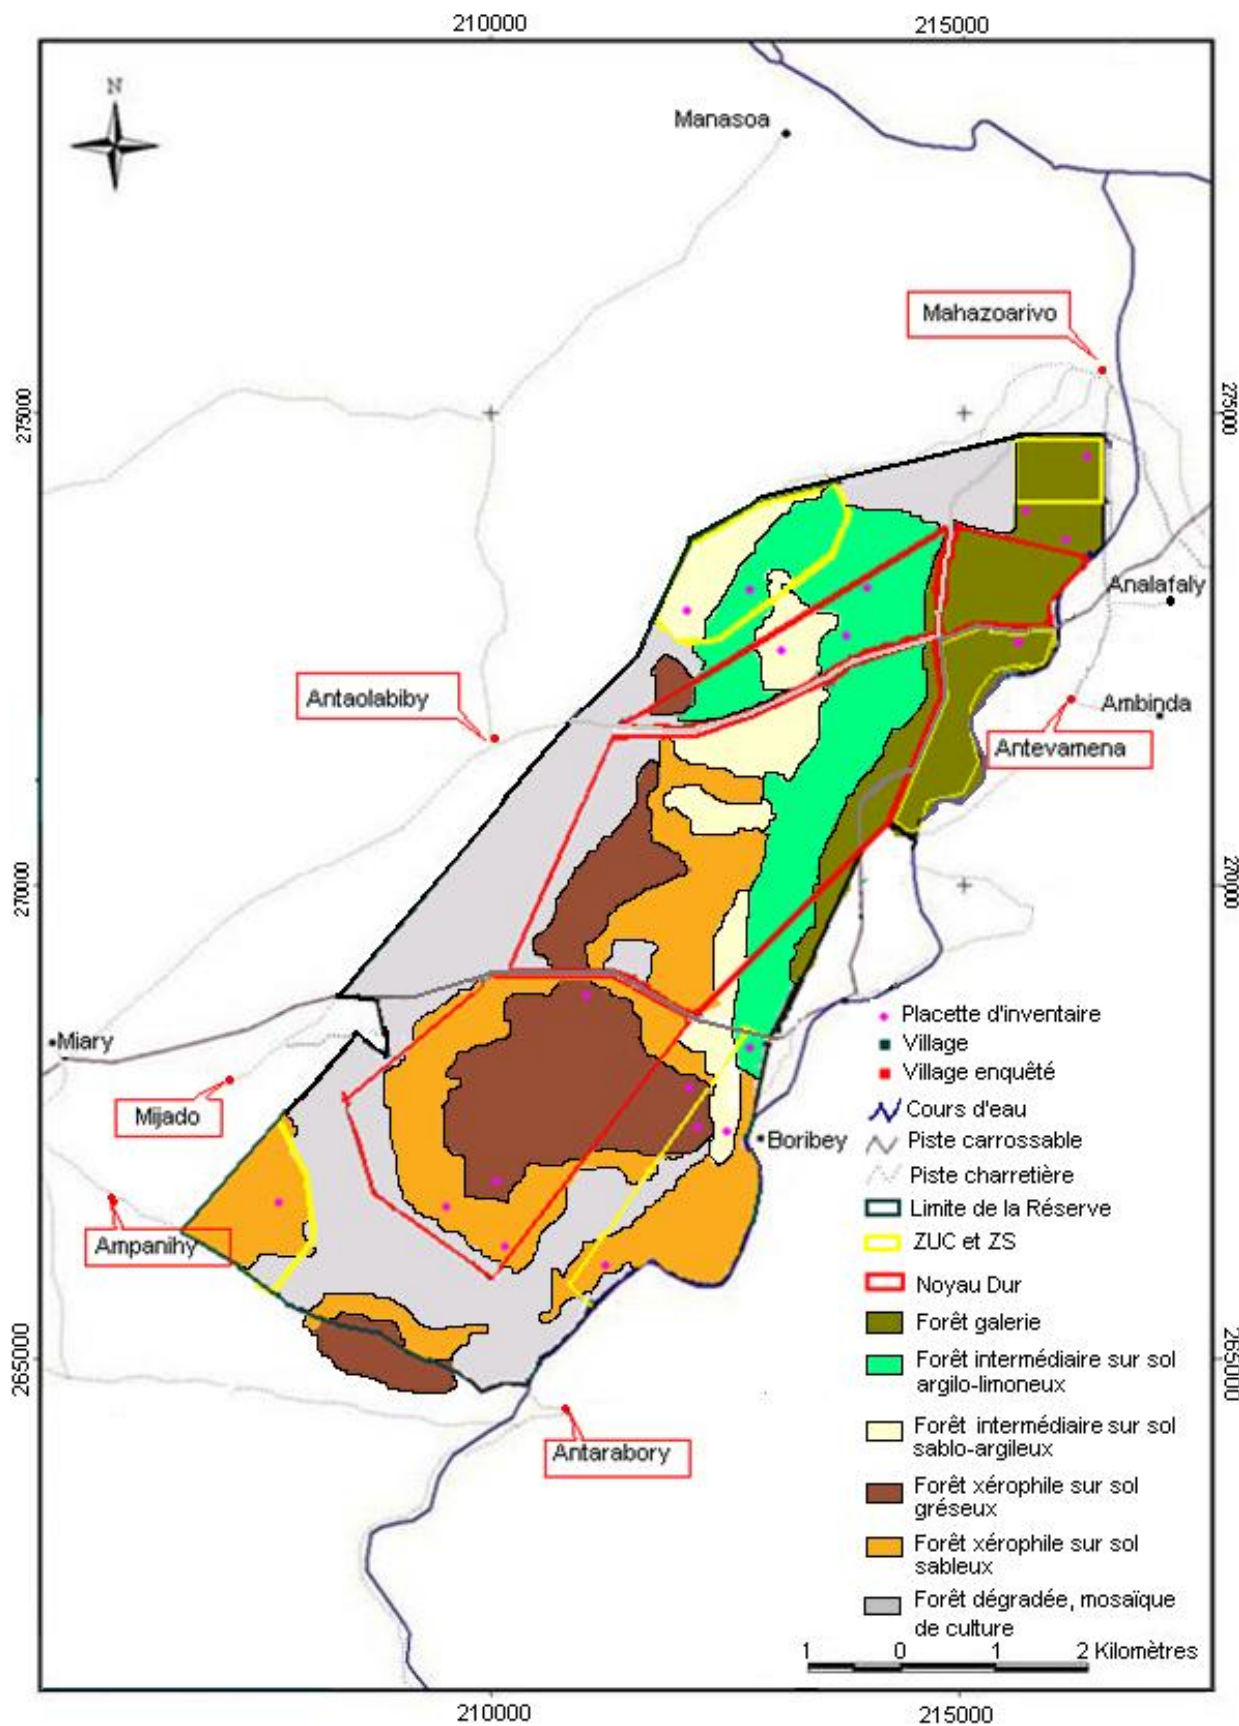 210000
215000
N
Manasoa
Mahazoarivo
275000
Analafaly
Antaolabiby
Ambinda
Antevamena
270000
270000
Placette d'inventaire
Miary
Village
Village enquêté
Mijado
Cours d'eau
Boribey
Piste carrossable
Piste charretière
Ampanihy
Limite de la Réserve
ZUC et ZS
Noyau Dur
Forêt galerie
265000
265000
Forêt intermédiaire sur sol
argilo-limoneux
Antarabory
Forêt intermédiaire sur sol
sablo-argileux
Forêt xérophile sur sol
gréseux
Forêt xérophile sur sol
sableux
Forêt dégradée, mosaïque
de culture
1 0 1 2 Kilomètres
210000
215000